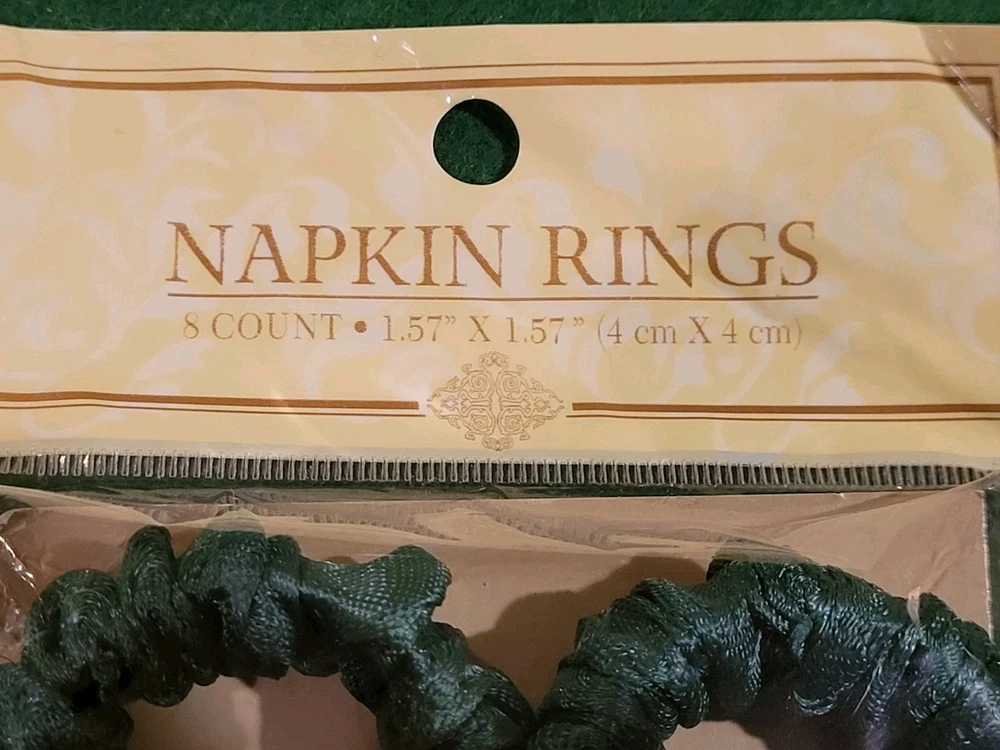 NAPKIN RINGS
8 COUNT • 1.57” X 1.57” (4 cm X 4 cm)